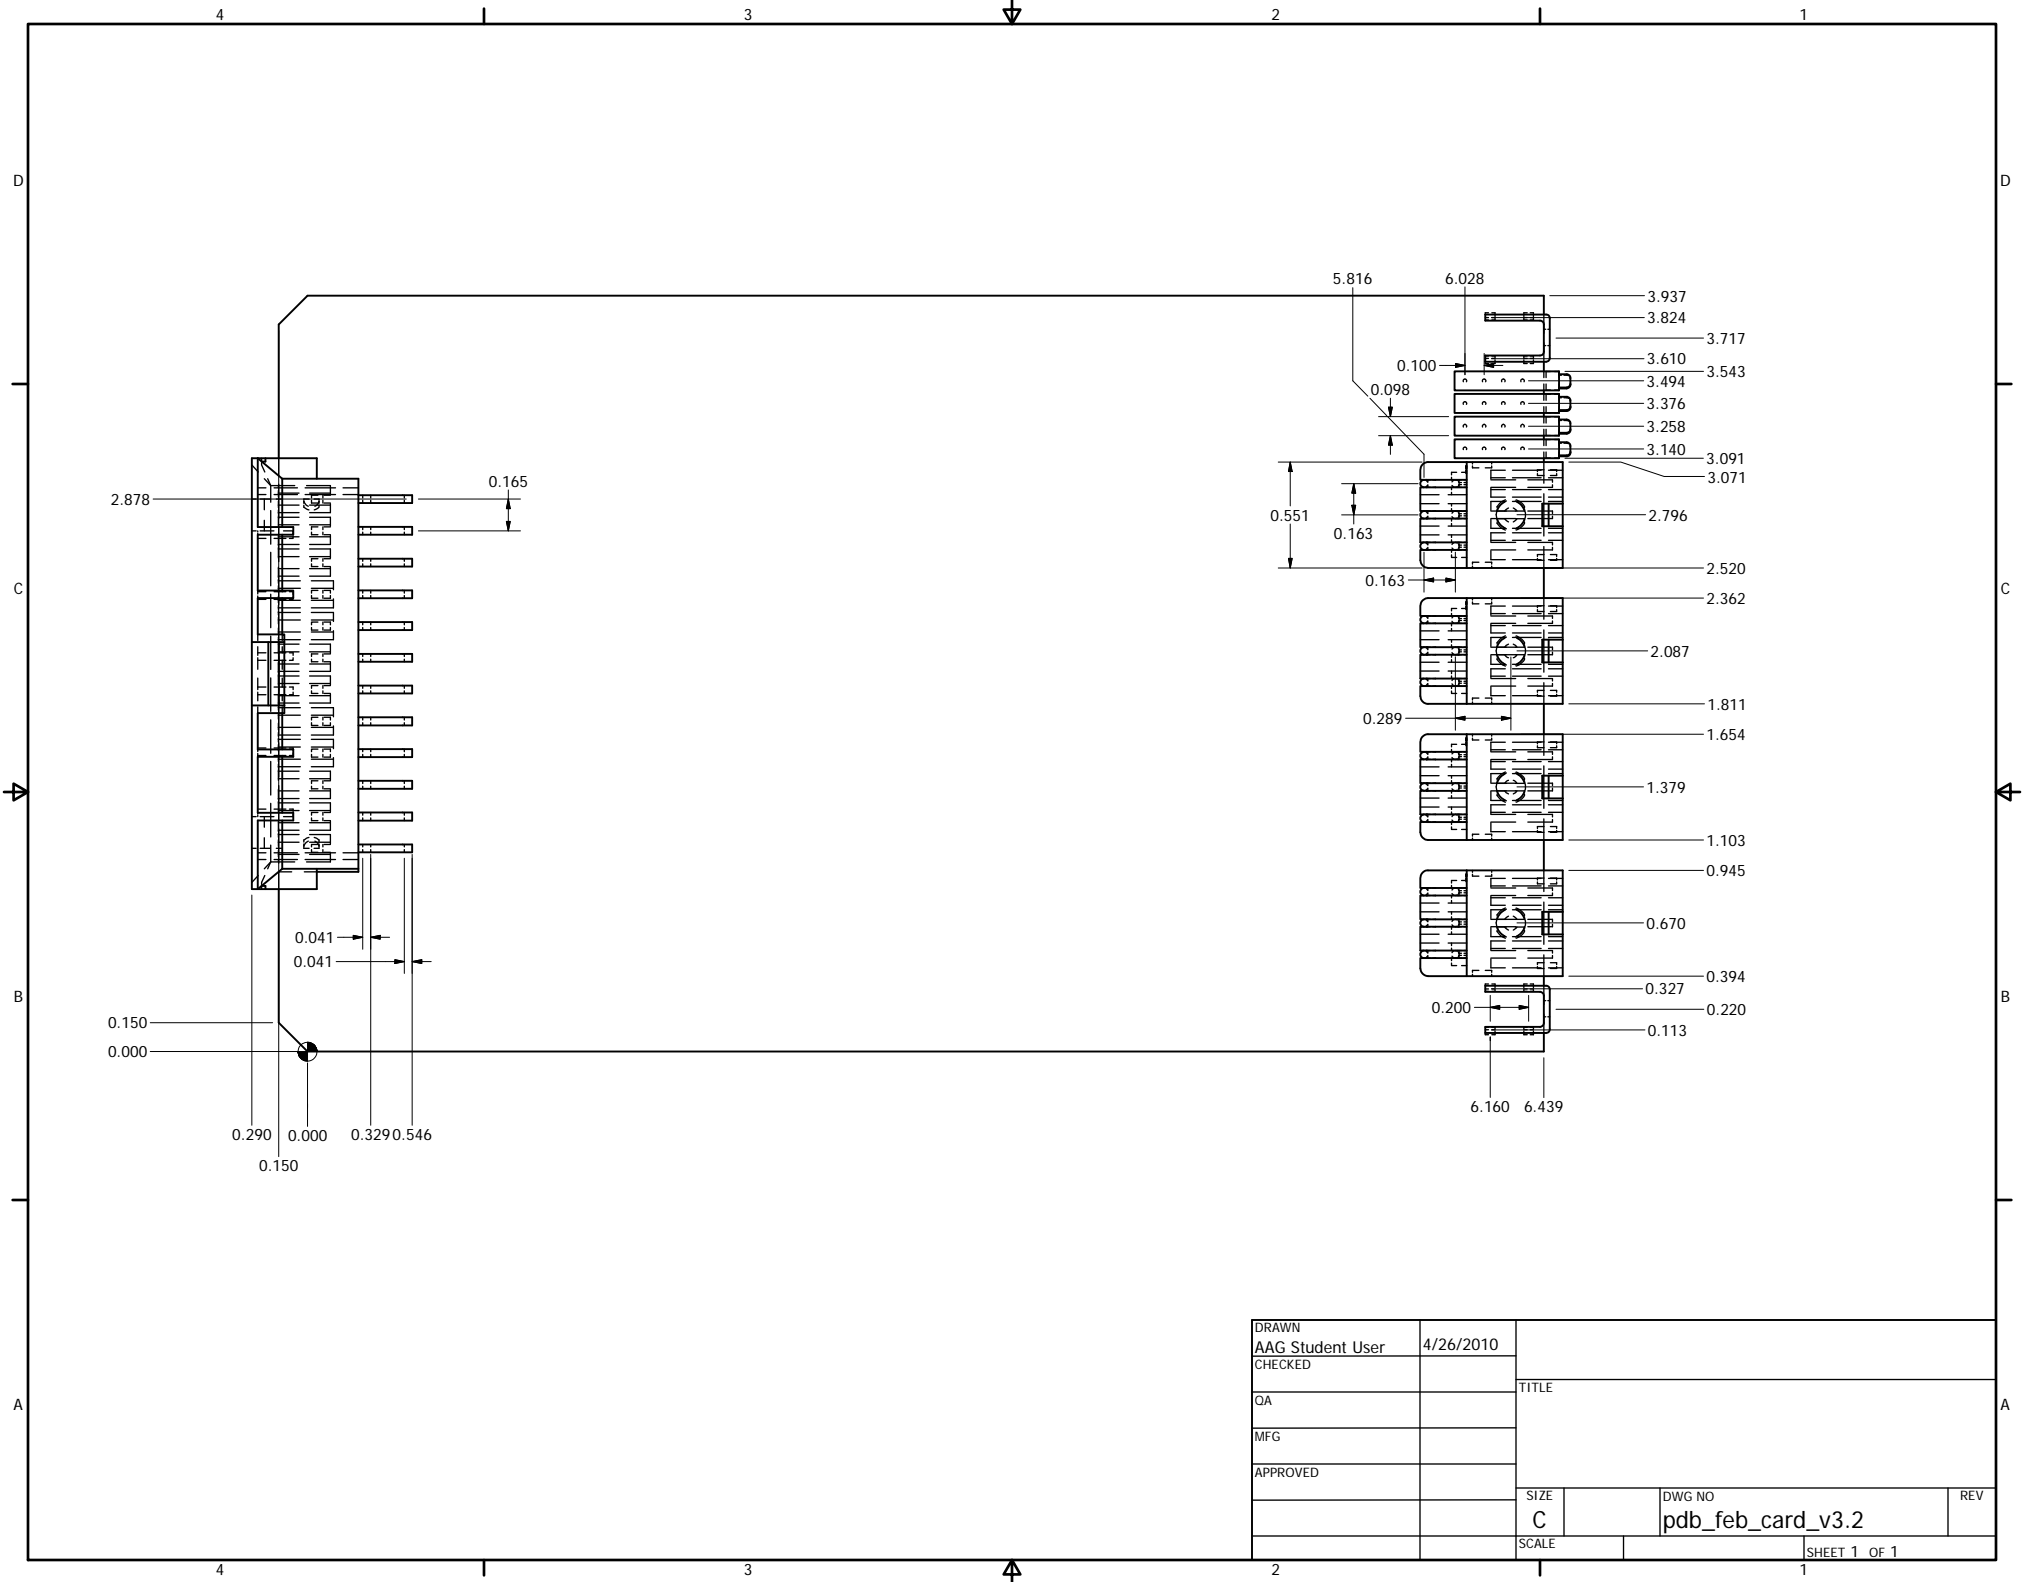 4 3 2 1
D D
5.816 6.028
3.937
3.824
3.717
3.610
0.100
3.543
3.494
0.098
3.376
3.258
3.140
3.091
3.071
0.165
2.878
0.551
2.796
0.163
2.520
0.163
C C
2.362
2.087
1.811
0.289
1.654
1.379
1.103
0.945
0.670
0.041
0.041
0.394
0.327
B B
0.200
0.220
0.150
0.113
0.000
6.160 6.439
0.290 0.000 0.329 0.546
0.150
DRAWN
AAG Student User 4/26/2010
CHECKED
TITLE
QA
A A
MFG
APPROVED
SIZE DWG NO REV
C pdb_feb_card_v3.2
SCALE
SHEET 1 OF 1
4 3 2 1